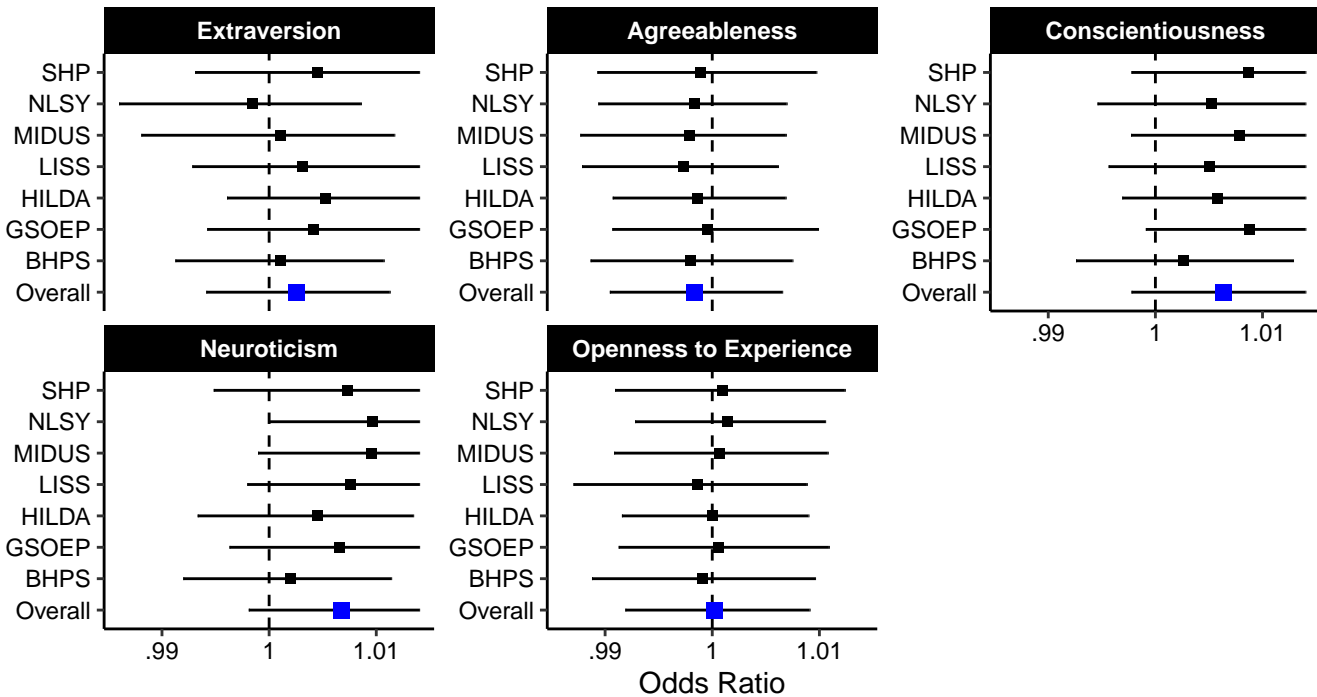 Extraversion
SHP
NLSY
MIDUS
LISS
HILDA
GSOEP
BHPS
Overall
Agreeableness
SHP
NLSY
MIDUS
LISS
HILDA
GSOEP
BHPS
Overall
Conscientiousness
SHP
NLSY
MIDUS
LISS
HILDA
GSOEP
BHPS
Overall
.99 1 1.01
Neuroticism
SHP
NLSY
MIDUS
LISS
HILDA
GSOEP
BHPS
Overall
.99 1 1.01
Openness to Experience
SHP
NLSY
MIDUS
LISS
HILDA
GSOEP
BHPS
Overall
.99 1 1.01
Odds Ratio